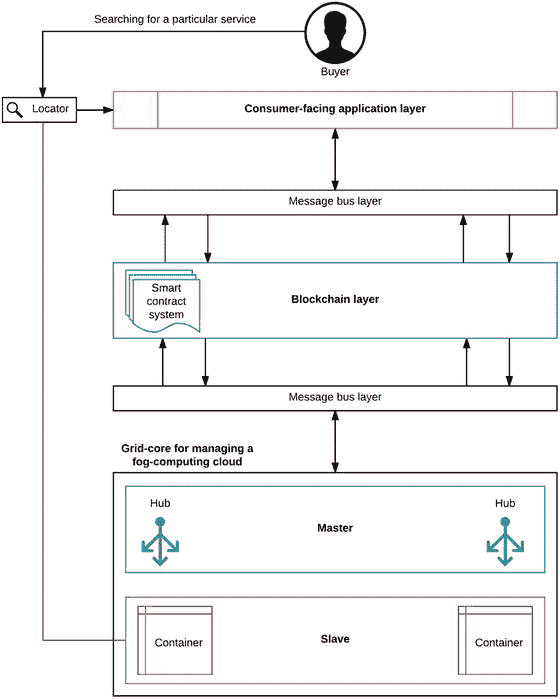 Searching for a particular service
Buyer
Locator
Consumer-facing application layer
Message bus layer
Smart
contract
system
Blockchain layer
Message bus layer
Grid-core for managing a
fog-computing cloud
Hub
Hub
Master
Container
Slave
Container